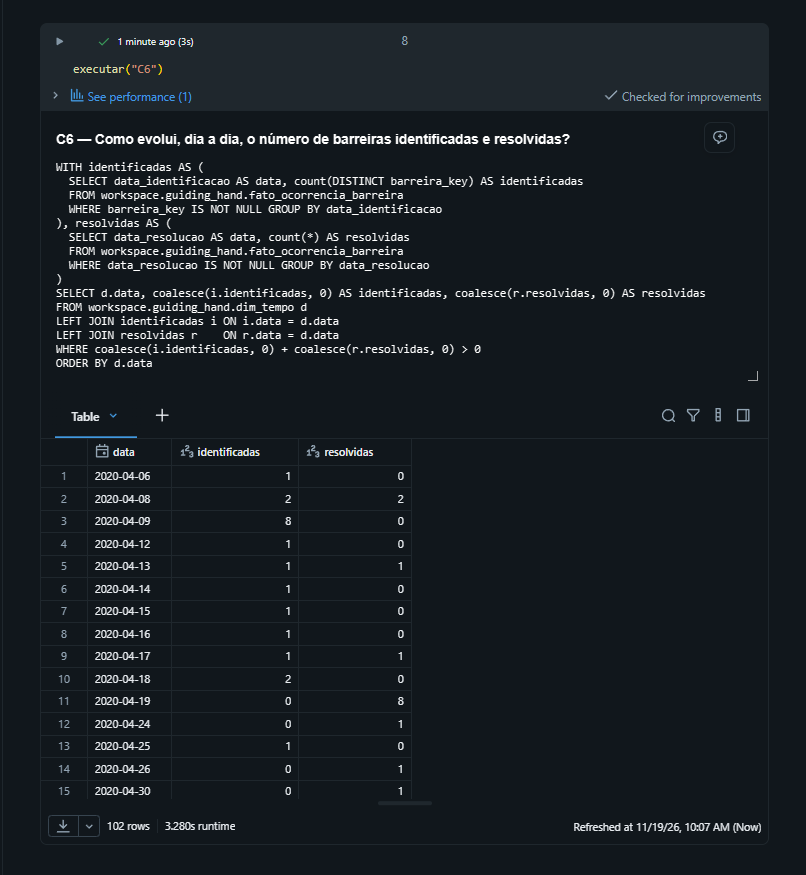 1 minute ago (3s)
8
executar("C6")
See performance (1)
Checked for improvements
C6 — Como evolui, dia a dia, o número de barreiras identificadas e resolvidas?
WITH identificadas AS (
  SELECT data_identificacao AS data, count(DISTINCT barreira_key) AS identificadas
  FROM workspace.guiding_hand.fato_ocorrencia_barreira
  WHERE barreira_key IS NOT NULL GROUP BY data_identificacao
), resolvidas AS (
  SELECT data_resolucao AS data, count(*) AS resolvidas
  FROM workspace.guiding_hand.fato_ocorrencia_barreira
  WHERE data_resolucao IS NOT NULL GROUP BY data_resolucao
)
SELECT d.data, coalesce(i.identificadas, 0) AS identificadas, coalesce(r.resolvidas, 0) AS resolvidas
FROM workspace.guiding_hand.dim_tempo d
LEFT JOIN identificadas i ON i.data = d.data
LEFT JOIN resolvidas r    ON r.data = d.data
WHERE coalesce(i.identificadas, 0) + coalesce(r.resolvidas, 0) > 0
ORDER BY d.data
Table
data 123 identificadas 123 resolvidas
1 2020-04-06 1 0
2 2020-04-08 2 2
3 2020-04-09 8 0
4 2020-04-12 1 0
5 2020-04-13 1 1
6 2020-04-14 1 0
7 2020-04-15 1 0
8 2020-04-16 1 0
9 2020-04-17 1 1
10 2020-04-18 2 0
11 2020-04-19 0 8
12 2020-04-24 0 1
13 2020-04-25 1 0
14 2020-04-26 0 1
15 2020-04-30 0 1
102 rows 3.280s runtime
Refreshed at 11/19/26, 10:07 AM (Now)